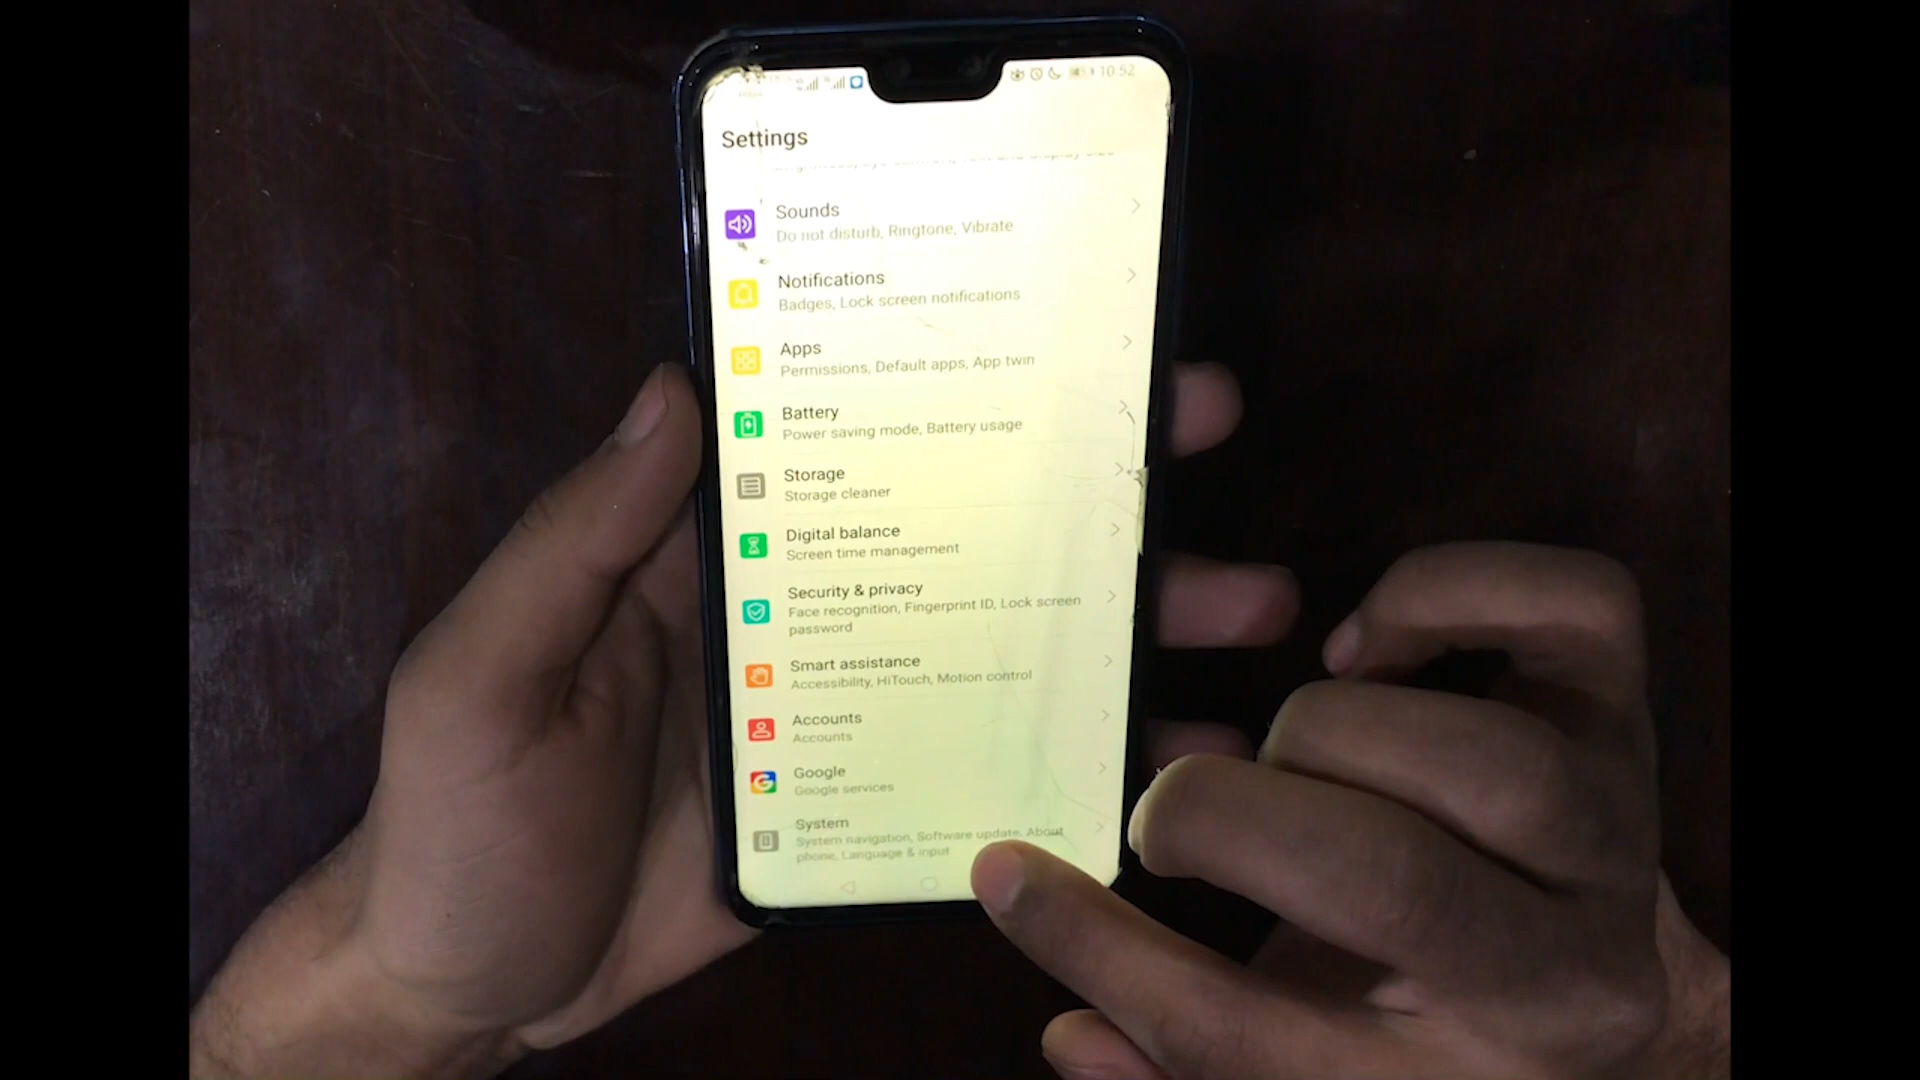 10:52
Settings
Sounds
Do not disturb, Ringtone, Vibrate
Notifications
Badges, Lock screen notifications
Apps
Permissions, Default apps, App twin
Battery
Power saving mode, Battery usage
Storage
Storage cleaner
Digital balance
Screen time management
Security & privacy
Face recognition, Fingerprint ID, Lock screen
password
Smart assistance
Accessibility, HiTouch, Motion control
Accounts
Accounts
Google
Google services
System
System navigation, Software update, About
phone, Language & input